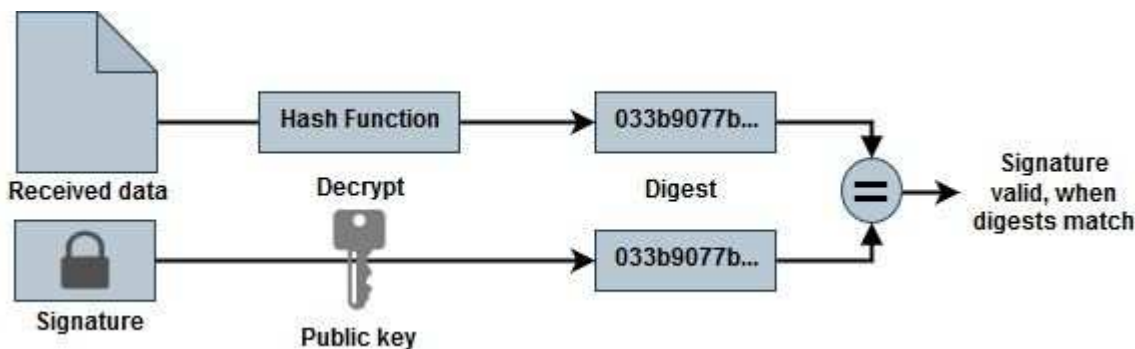 Hash Function
033b9077b...
Received data
Decrypt
Digest
=
Signature
valid, when
digests match
033b9077b...
Signature
Public key